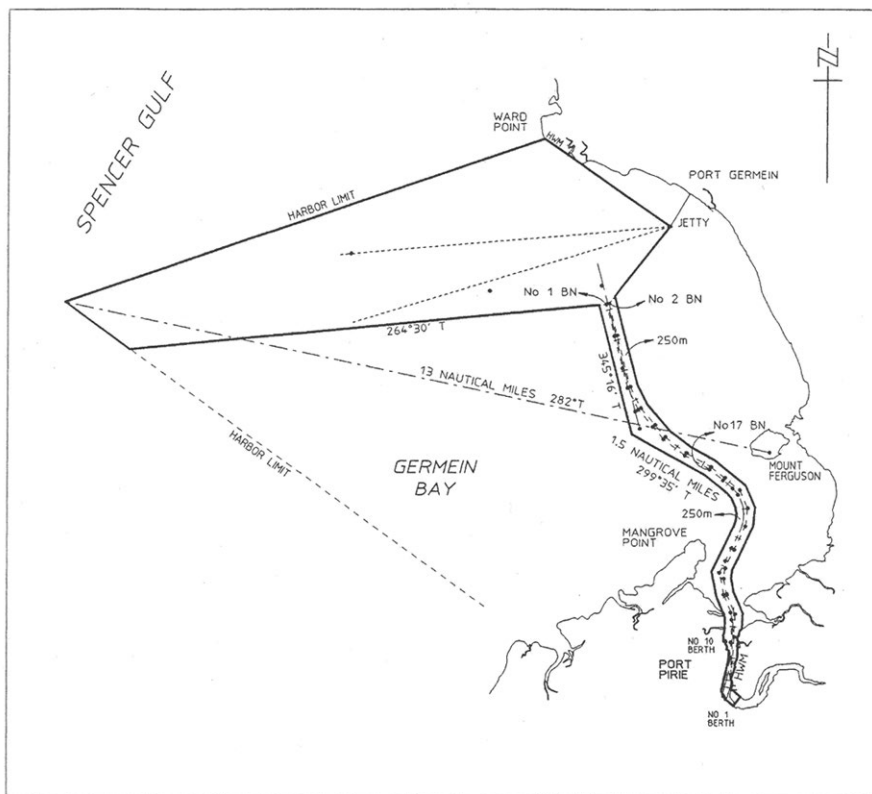 N
SPENCER GULF
WARD
POINT
HWM
PORT GERMEIN
HARBOR LIMIT
JETTY
No 1 BN
No 2 BN
264°30' T
250m
345°16' T
13 NAUTICAL MILES 282°T
No17 BN
HARBOR LIMIT
MOUNT
FERGUSON
1.5 NAUTICAL MILES
299°35' T
GERMEIN
BAY
250m
MANGROVE
POINT
NO 10
BERTH
PORT
PIRIE
HWM
NO 1
BERTH